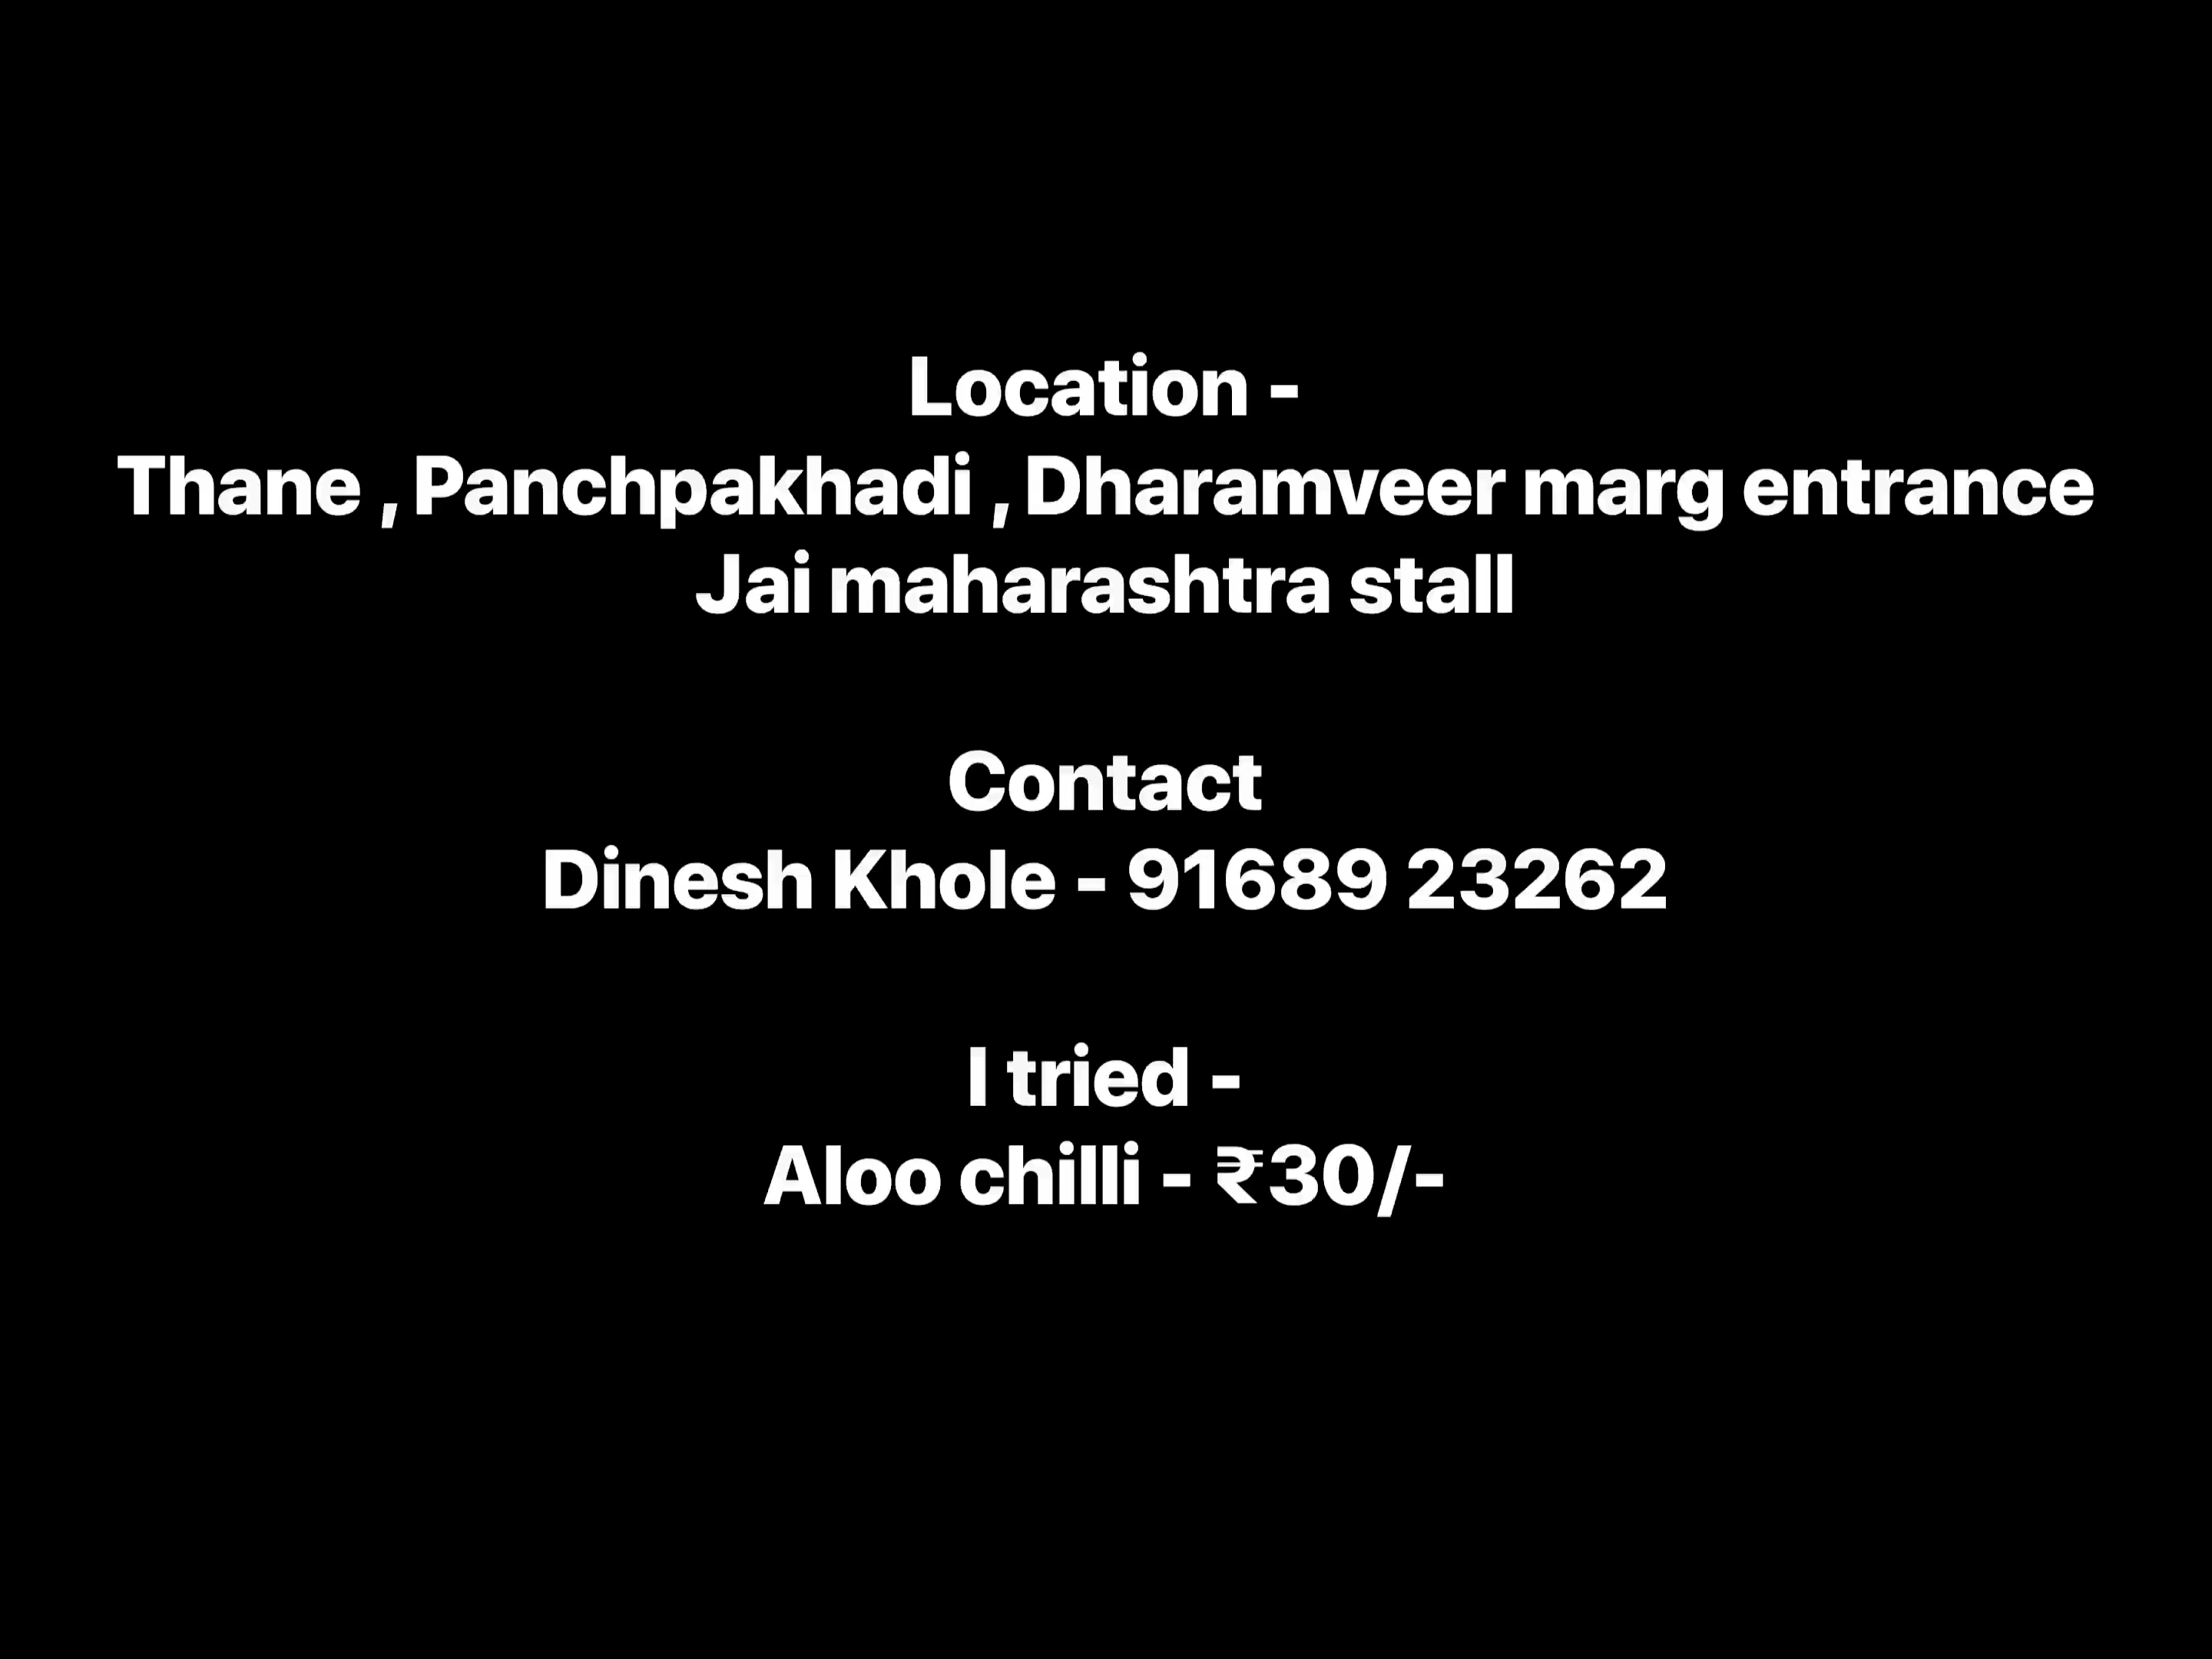 Location -
Thane , Panchpakhadi , Dharamveer marg entrance
Jai maharashtra stall
Contact
Dinesh Khole - 91689 23262
I tried -
Aloo chilli - ₹30/-